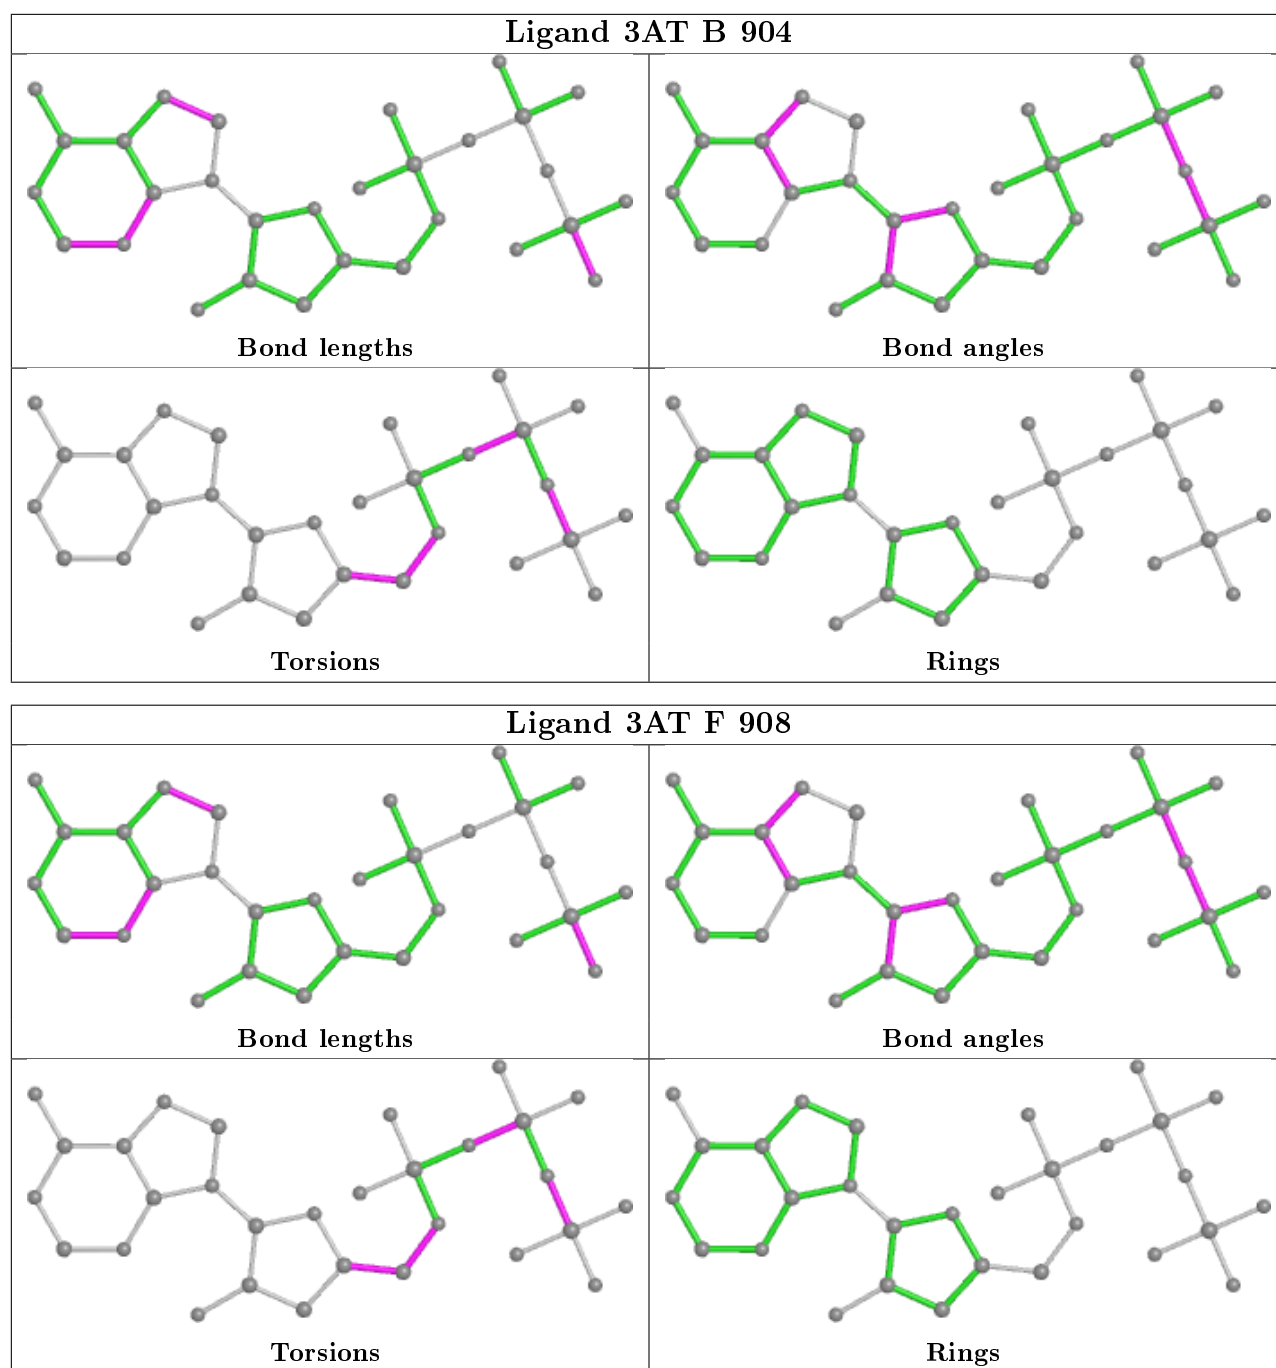 Ligand 3AT B 904
Bond lengths
Bond angles
Torsions
Rings
Ligand 3AT F 908
Bond lengths
Bond angles
Torsions
Rings